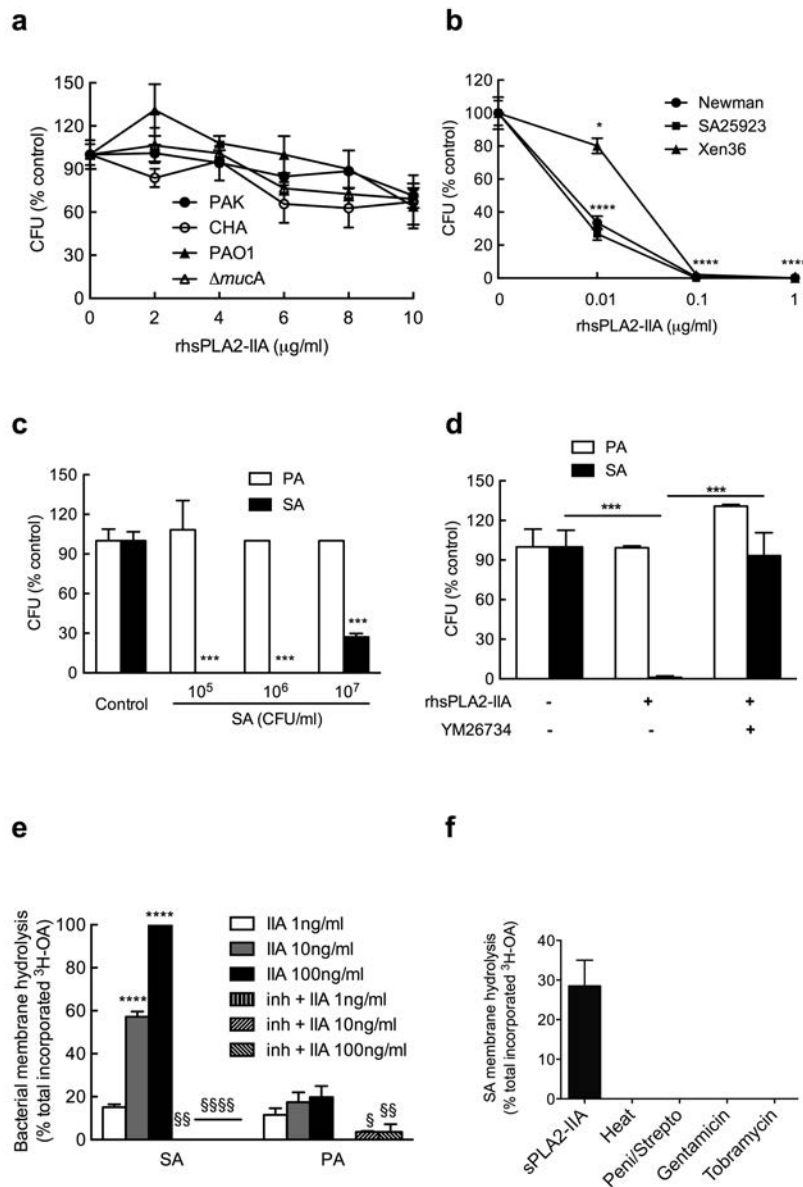 a
CFU (% control)
150
120
90
60
30
0
PAK
CHA
PAO1
ΔmucA
0 2 4 6 8 10
rhsPLA2-IIA (µg/ml)
b
CFU (% control)
120
100
80
60
40
20
0
Newman
SA25923
Xen36
*
****
**** ****
0 0.01 0.1 1
rhsPLA2-IIA (µg/ml)
c
CFU (% control)
150
120
90
60
30
0
PA
SA
*** *** ***
Control 10⁵ 10⁶ 10⁷
SA (CFU/ml)
d
CFU (% control)
150
120
90
60
30
0
PA
SA
*** ***
rhsPLA2-IIA - + +
YM26734 - - +
e
Bacterial membrane hydrolysis
(% total incorporated ³H-OA)
100
80
60
40
20
0
****
****
§§ §§§§
§ §§
IIA 1ng/ml
IIA 10ng/ml
IIA 100ng/ml
inh + IIA 1ng/ml
inh + IIA 10ng/ml
inh + IIA 100ng/ml
SA PA
f
SA membrane hydrolysis
(% total incorporated ³H-OA)
40
30
20
10
0
sPLA2-IIA
Heat
Peni/Strepto
Gentamicin
Tobramycin